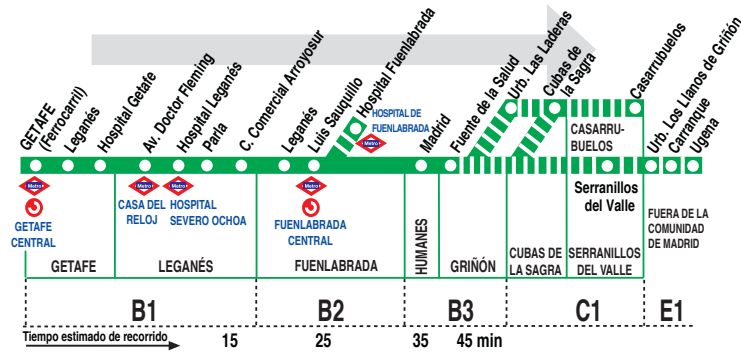 GETAFE
(Ferrocarril)
Leganés
Hospital Getafe
Av. Doctor Fleming
Hospital Leganés
Parla
C. Comercial Arroyosur
Leganés
Luis Sauquillo
Hospital Fuenlabrada
Madrid
Fuente de la Salud
Urb. Las Laderas
Cubas de
la Sagra
Casarrubuelos
Urb. Los Llanos de Griñón
Carranque
Ugena
HOSPITAL DE
FUENLABRADA
Metro
CASARRU-
BUELOS
Metro
Metro
Metro
Metro
Serranillos
del Valle
GETAFE
CENTRAL
CASA DEL
RELOJ
HOSPITAL
SEVERO OCHOA
FUENLABRADA
CENTRAL
FUERA DE LA
COMUNIDAD
DE MADRID
GETAFE
LEGANÉS
FUENLABRADA
HUMANES
GRIÑÓN
CUBAS DE
LA SAGRA
SERRANILLOS
DEL VALLE
B1
B2
B3
C1
E1
Tiempo estimado de recorrido
15
25
35
45 min